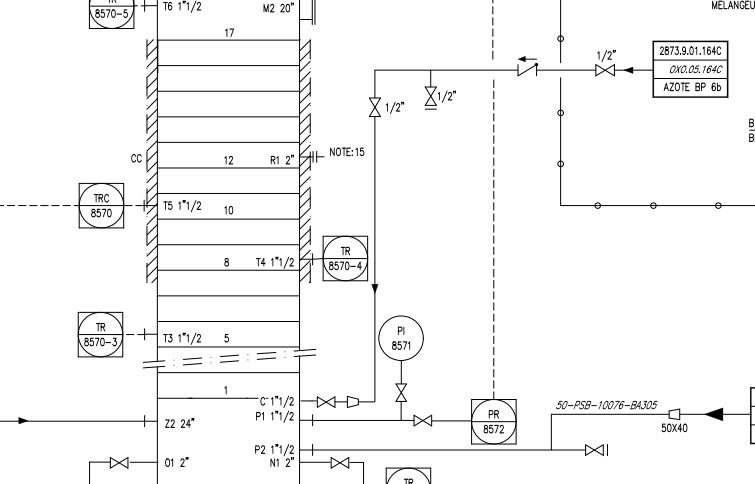 TR
8570-5
T6 1"1/2
M2 20"
MELANGEU
17
1/2"
2873.9.01.164C
0X0.05.164C
AZOTE BP 6b
1/2"
1/2"
B
B
CC
12
R1 2"
NOTE:15
TRC
8570
T5 1"1/2
10
8
T4 1"1/2
TR
8570-4
TR
8570-3
T3 1"1/2
5
PI
8571
1
C 1"1/2
P1 1"1/2
Z2 24"
PR
8572
50-PSB-10076-BA305
50X40
P2 1"1/2
O1 2"
N1 2"
TR